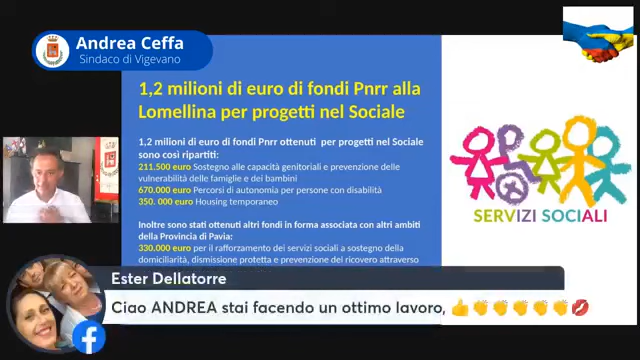 Andrea Ceffa
Sindaco di Vigevano
1,2 milioni di euro di fondi Pnrr alla
Lomellina per progetti nel Sociale
1,2 milioni di euro di fondi Pnrr ottenuti per progetti nel Sociale
sono così ripartiti:
211.500 euro Sostegno alle capacità genitoriali e prevenzione delle
vulnerabilità delle famiglie e dei bambini
670.000 euro Percorsi di autonomia per persone con disabilità
350. 000 euro Housing temporaneo
Inoltre sono stati ottenuti altri fondi in forma associata con altri ambiti
della Provincia di Pavia:
330.000 euro per il rafforzamento dei servizi sociali a sostegno della
domiciliarità, dismissione protetta e prevenzione del ricovero attraverso
SERVIZI SOCIALI
Ester Dellatorre
Ciao ANDREA stai facendo un ottimo lavoro, 👍👏👏👏👏👏💋